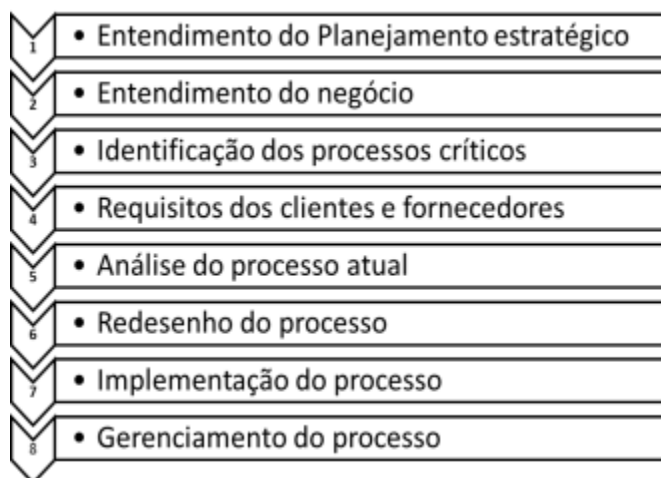 1 • Entendimento do Planejamento estratégico
2 • Entendimento do negócio
3 • Identificação dos processos críticos
4 • Requisitos dos clientes e fornecedores
5 • Análise do processo atual
6 • Redesenho do processo
7 • Implementação do processo
8 • Gerenciamento do processo